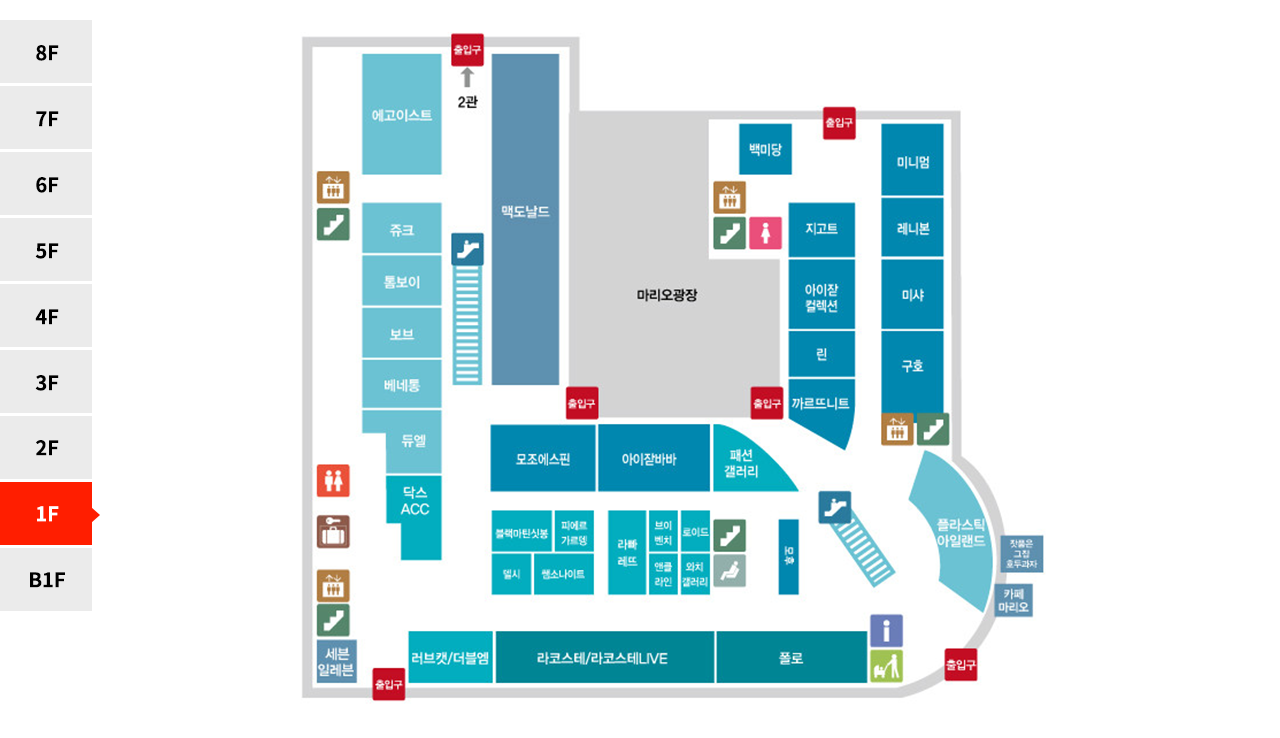 8F
7F
6F
5F
4F
3F
2F
1F
B1F
출입구
2관
에고이스트
맥도날드
쥬크
톰보이
보브
베네통
듀엘
닥스
ACC
마리오광장
출입구
백미당
미니멈
지고트
레니본
아이잗
컬렉션
미샤
린
구호
까르뜨니트
출입구
출입구
모조에스핀
아이잗바바
패션
갤러리
블랙마틴싯봉
피에르
가르뎅
라빠
레뜨
브이
벤치
로이드
델시
쌤소나이트
앤클
라인
와치
갤러리
플라스틱
아일랜드
짓둠은
그집
호두과자
카페
마리오
세븐
일레븐
러브캣/더블엠
라코스테/라코스테LIVE
폴로
출입구
출입구